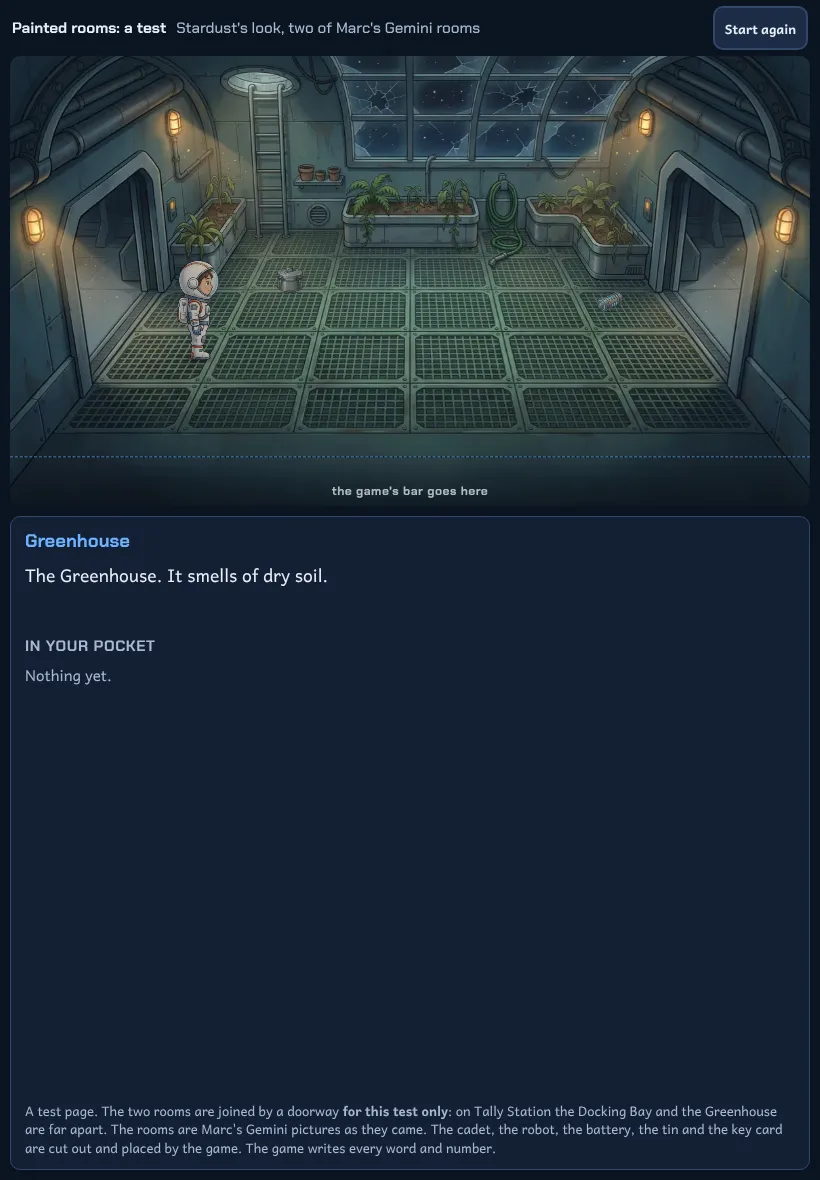 Painted rooms: a test Stardust's look, two of Marc's Gemini rooms
Start again
the game's bar goes here
Greenhouse
The Greenhouse. It smells of dry soil.
IN YOUR POCKET
Nothing yet.
A test page. The two rooms are joined by a doorway for this test only: on Tally Station the Docking Bay and the Greenhouse
are far apart. The rooms are Marc's Gemini pictures as they came. The cadet, the robot, the battery, the tin and the key card
are cut out and placed by the game. The game writes every word and number.